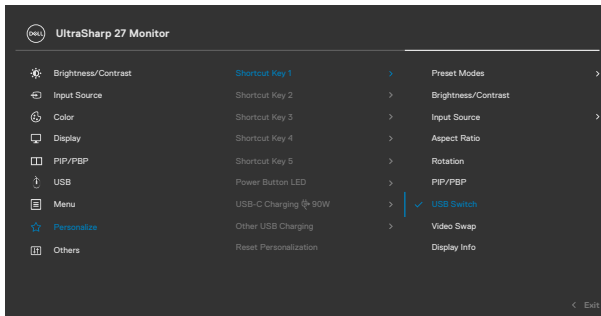 DELL UltraSharp 27 Monitor
Brightness/Contrast Shortcut Key 1 Preset Modes
Input Source Shortcut Key 2 Brightness/Contrast
Color Shortcut Key 3 Input Source
Display Shortcut Key 4 Aspect Ratio
PIP/PBP Shortcut Key 5 Rotation
USB Power Button LED PIP/PBP
Menu USB-C Charging 90W USB Switch
Personalize Other USB Charging Video Swap
Others Reset Personalization Display Info
Exit